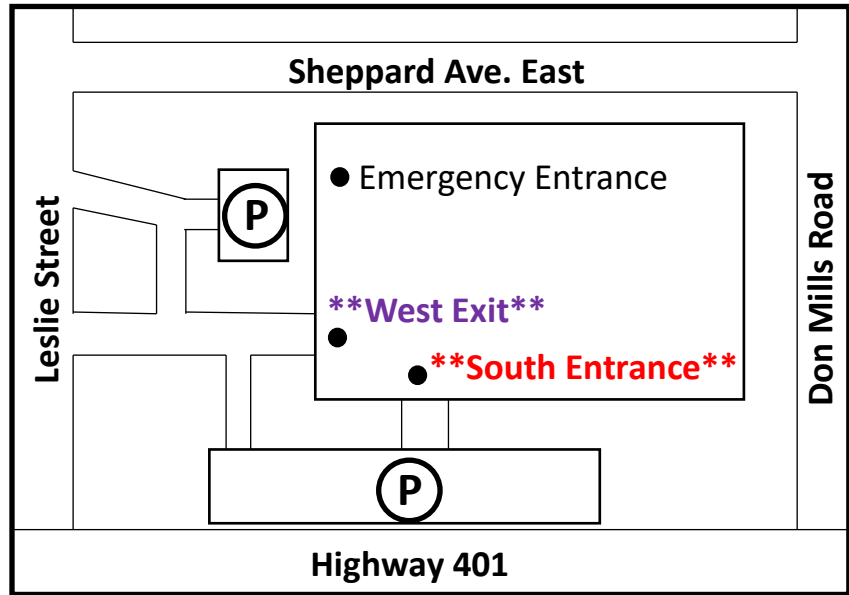 Sheppard Ave. East
Emergency Entrance
P
Leslie Street
Don Mills Road
**West Exit**
**South Entrance**
P
Highway 401